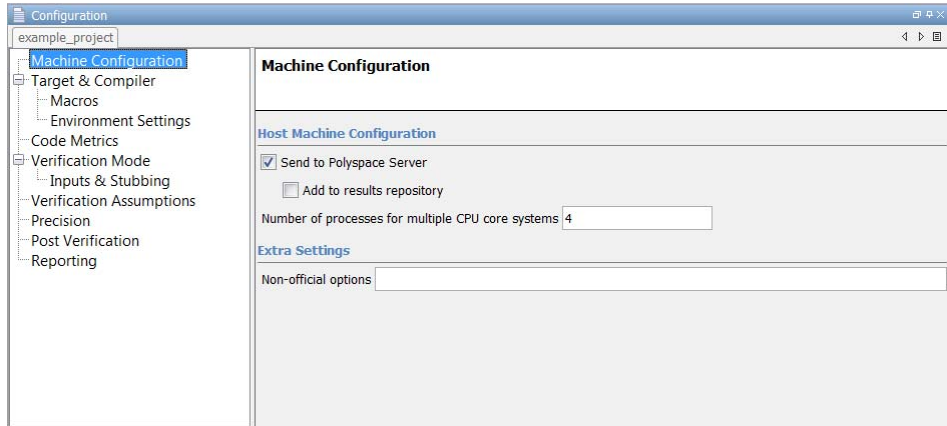 Configuration
example_project
Machine Configuration
Target & Compiler
Macros
Environment Settings
Code Metrics
Verification Mode
Inputs & Stubbing
Verification Assumptions
Precision
Post Verification
Reporting
Machine Configuration
Host Machine Configuration
Send to Polyspace Server
Add to results repository
Number of processes for multiple CPU core systems 4
Extra Settings
Non-official options